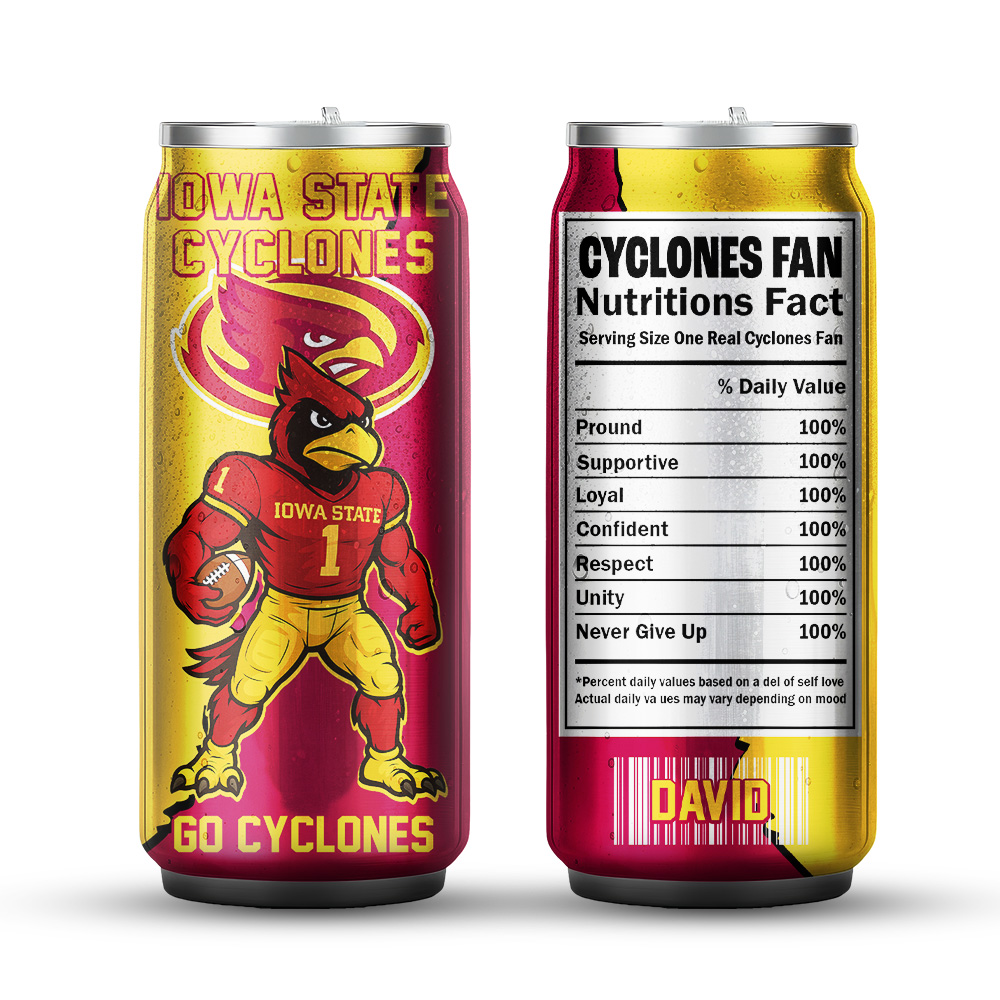 IOWA STATE
CYCLONES
1
IOWA STATE
1
GO CYCLONES
CYCLONES FAN
Nutritions Fact
Serving Size One Real Cyclones Fan
% Daily Value
Pround 100%
Supportive 100%
Loyal 100%
Confident 100%
Respect 100%
Unity 100%
Never Give Up 100%
*Percent daily values based on a del of self love
Actual daily va ues may vary depending on mood
DAVID